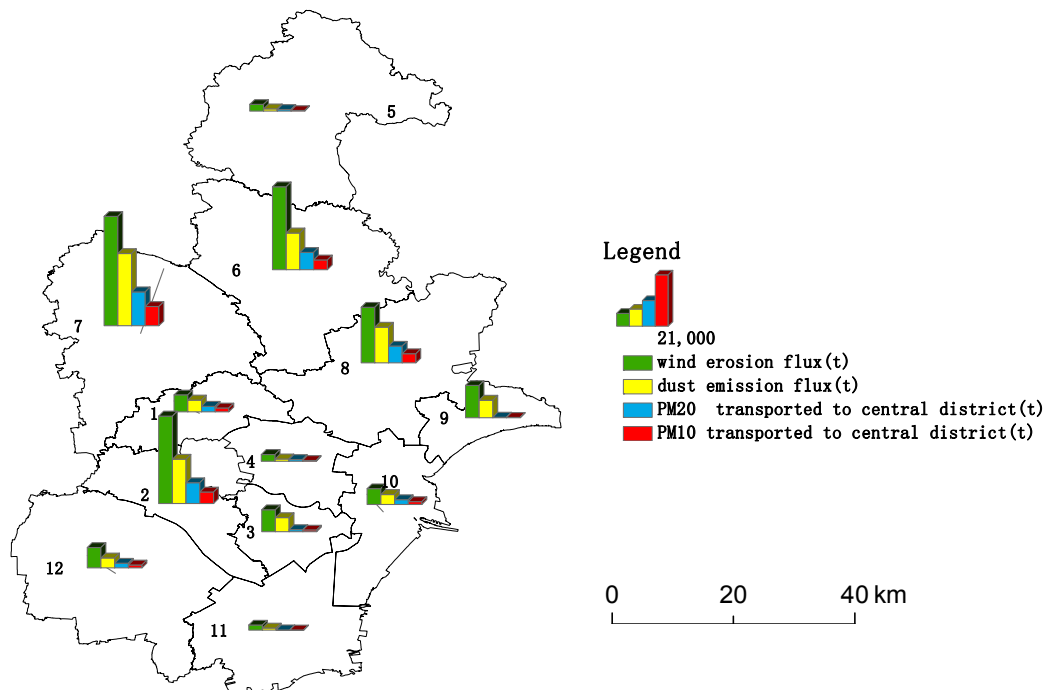 5
6
7
8
Legend
21,000
wind erosion flux(t)
dust emission flux(t)
PM20 transported to central district(t)
PM10 transported to central district(t)
1
9
4
10
2
3
12
11
0 20 40 km